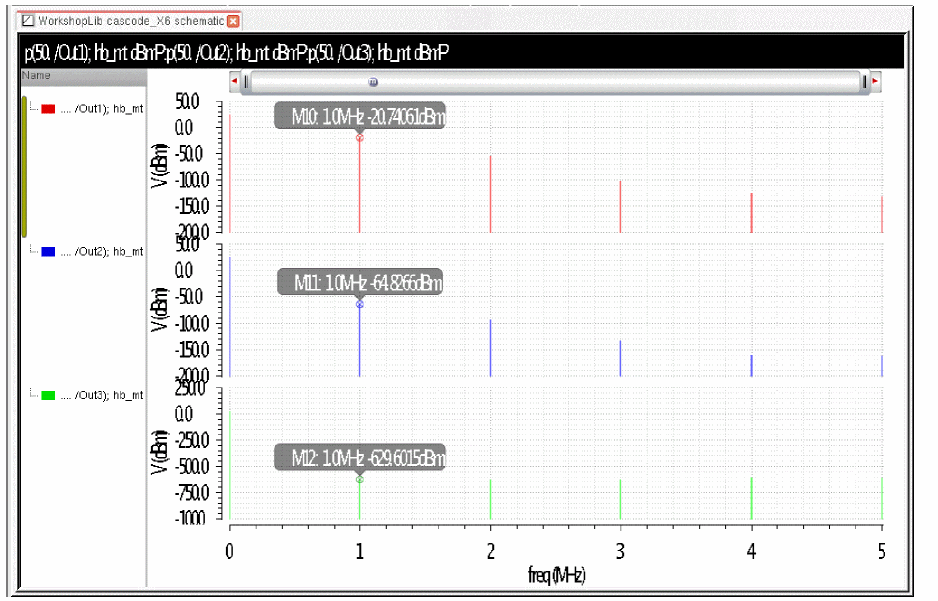 WorkshopLib cascode_X6 schematic
p(50. /Out1); hb_mt dBmP:p(50. /Out2); hb_mt dBmP:p(50. /Out3); hb_mt dBmP
Name
.... /Out1); hb_mt
V (dBm)
50.0
0.0
-50.0
-100.0
-150.0
-200.0
M10: 1.0MHz -20.74061dBm
.... /Out2); hb_mt
V (dBm)
50.0
0.0
-50.0
-100.0
-150.0
-200.0
M11: 1.0MHz -64.8266dBm
.... /Out3); hb_mt
V (dBm)
250.0
0.0
-250.0
-500.0
-750.0
-1000
M12: 1.0MHz -629.6015dBm
0 1 2 3 4 5
freq (MHz)